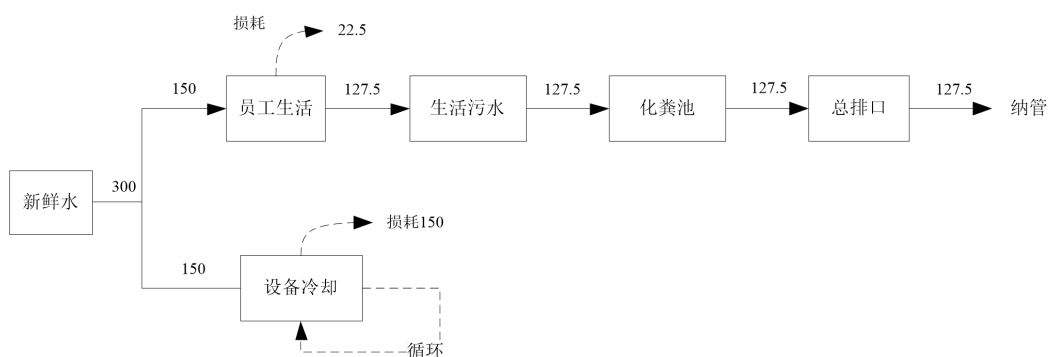 损耗
22.5
150
员工生活
127.5
生活污水
127.5
化粪池
127.5
总排口
127.5
纳管
新鲜水
300
损耗150
150
设备冷却
循环